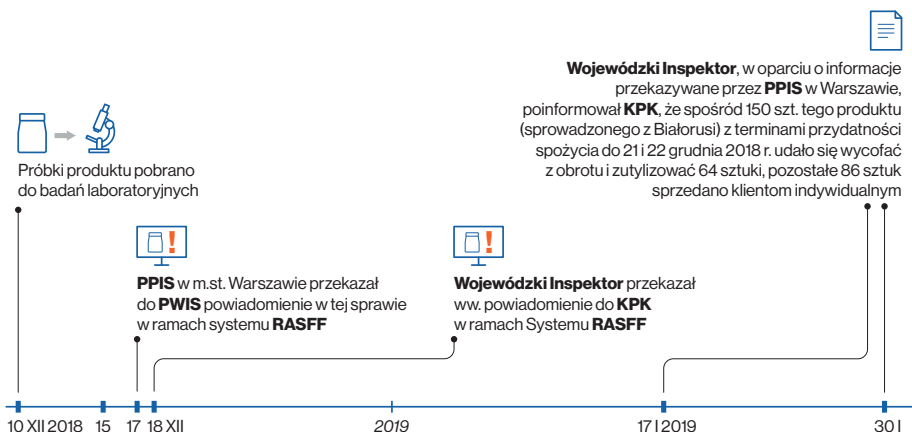 Wojewódzki Inspektor, w oparciu o informacje
przekazywane przez PPIS w Warszawie,
poinformował KPK, że spośród 150 szt. tego produktu
(sprowadzonego z Białorusi) z terminami przydatności
spożycia do 21 i 22 grudnia 2018 r. udało się wycofać
z obrotu i zutylizować 64 sztuki, pozostałe 86 sztuk
sprzedano klientom indywidualnym
Próbki produktu pobrano
do badań laboratoryjnych
PPIS w m.st. Warszawie przekazał
do PWIS powiadomienie w tej sprawie
w ramach systemu RASFF
Wojewódzki Inspektor przekazał
ww. powiadomienie do KPK
w ramach Systemu RASFF
10 XII 2018 15 17 18 XII 2019 17 I 2019 30 I